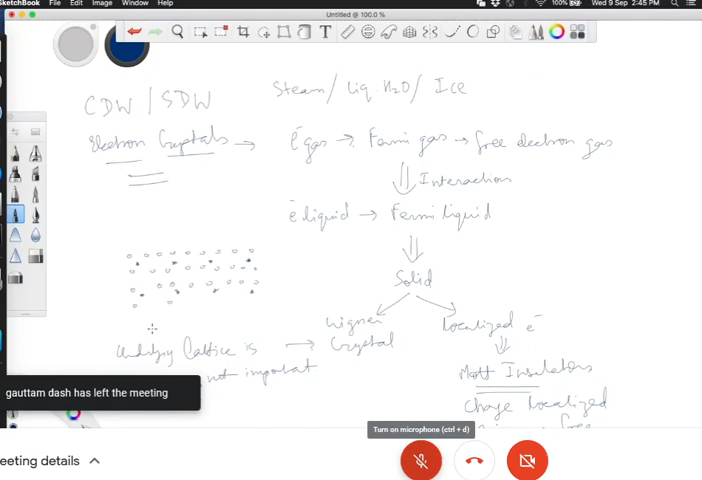 SketchBook File Edit Image Window Help
100% Wed 9 Sep 2:45 PM
Untitled @ 100.0 %
CDW / SDW
Steam / Liq. H2O / Ice
Electron Crystals → ē gas → Fermi gas → free electron gas
Interactions
ē liquid → Fermi liquid
Solid
Wigner Crystal
Localized ē
Underlying lattice is not important
Mott Insulators
Charge Localized
gauttam dash has left the meeting
Turn on microphone (ctrl + d)
eeting details